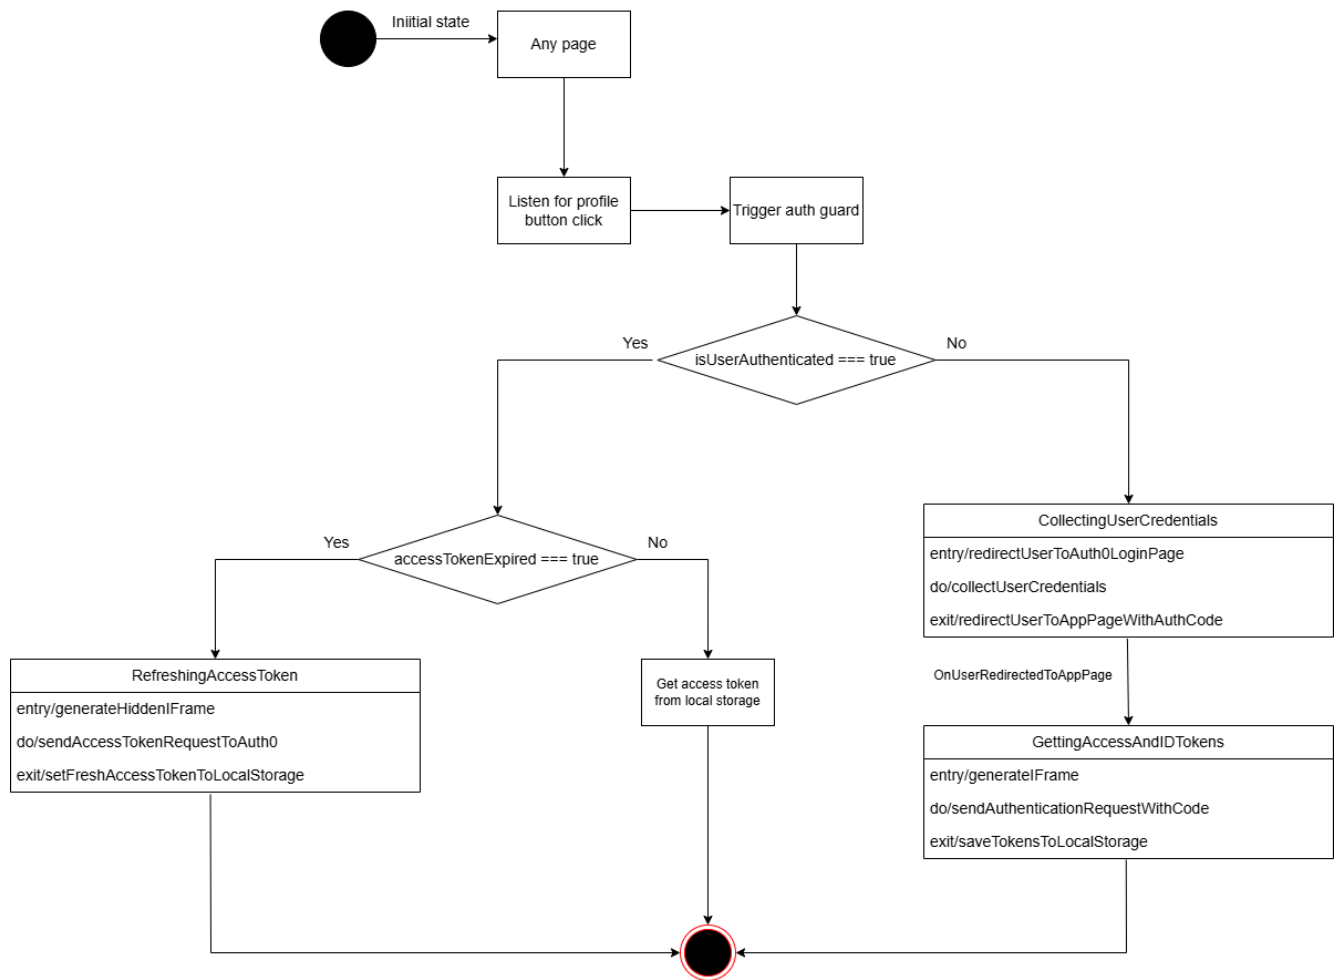 Iniitial state
Any page
Listen for profile
button click
Trigger auth guard
Yes
isUserAuthenticated === true
No
Yes
accessTokenExpired === true
No
CollectingUserCredentials
entry/redirectUserToAuth0LoginPage
do/collectUserCredentials
exit/redirectUserToAppPageWithAuthCode
RefreshingAccessToken
entry/generateHiddenIFrame
do/sendAccessTokenRequestToAuth0
exit/setFreshAccessTokenToLocalStorage
Get access token
from local storage
OnUserRedirectedToAppPage
GettingAccessAndIDTokens
entry/generateIFrame
do/sendAuthenticationRequestWithCode
exit/saveTokensToLocalStorage